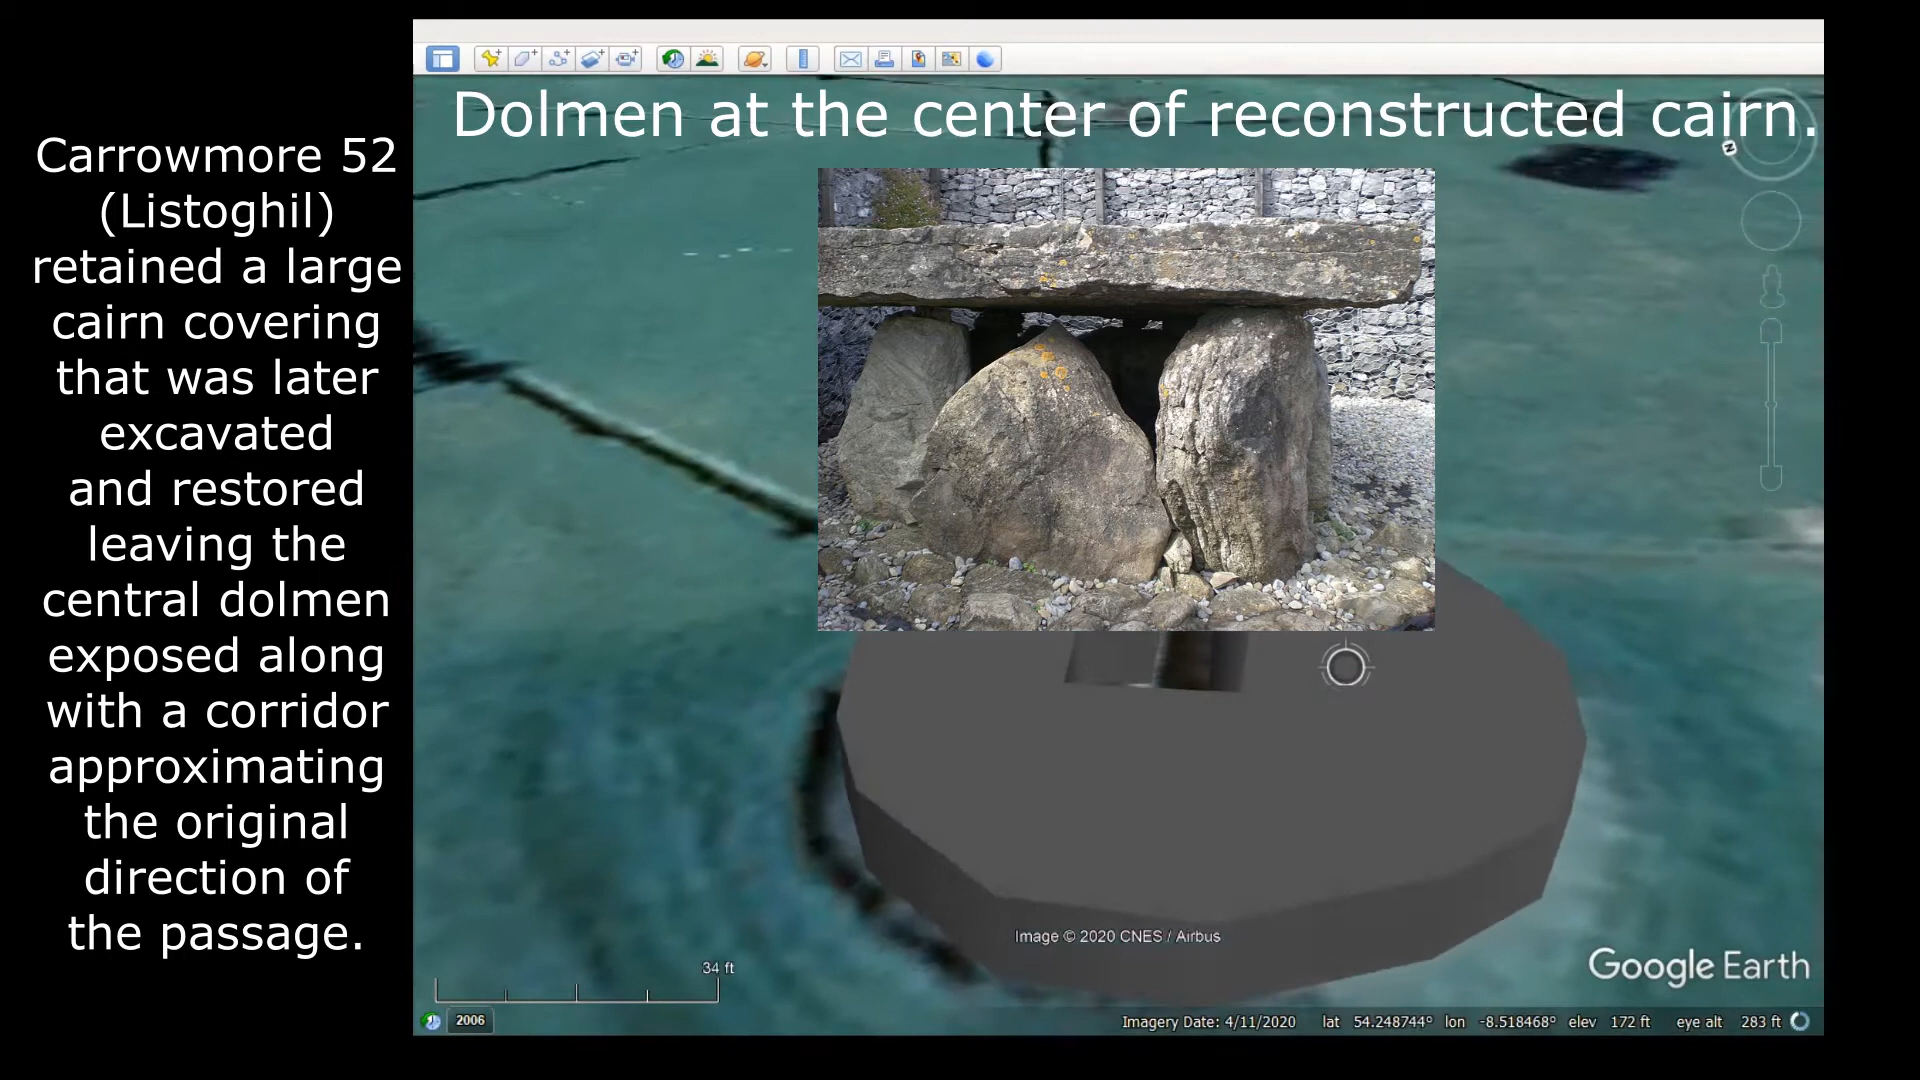 Dolmen at the center of reconstructed cairn.
Carrowmore 52
(Listoghil)
retained a large
cairn covering
that was later
excavated
and restored
leaving the
central dolmen
exposed along
with a corridor
approximating
the original
direction of
the passage.
N
Image © 2020 CNES / Airbus
Google Earth
34 ft
2006
Imagery Date: 4/11/2020 lat 54.248744° lon -8.518468° elev 172 ft eye alt 283 ft